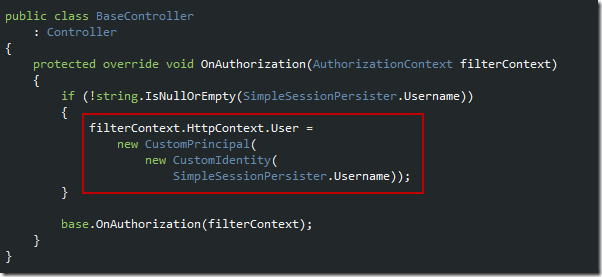 public class BaseController
    : Controller
{
    protected override void OnAuthorization(AuthorizationContext filterContext)
    {
        if (!string.IsNullOrEmpty(SimpleSessionPersister.Username))
        {
            filterContext.HttpContext.User =
                new CustomPrincipal(
                    new CustomIdentity(
                        SimpleSessionPersister.Username));
        }

        base.OnAuthorization(filterContext);
    }
}